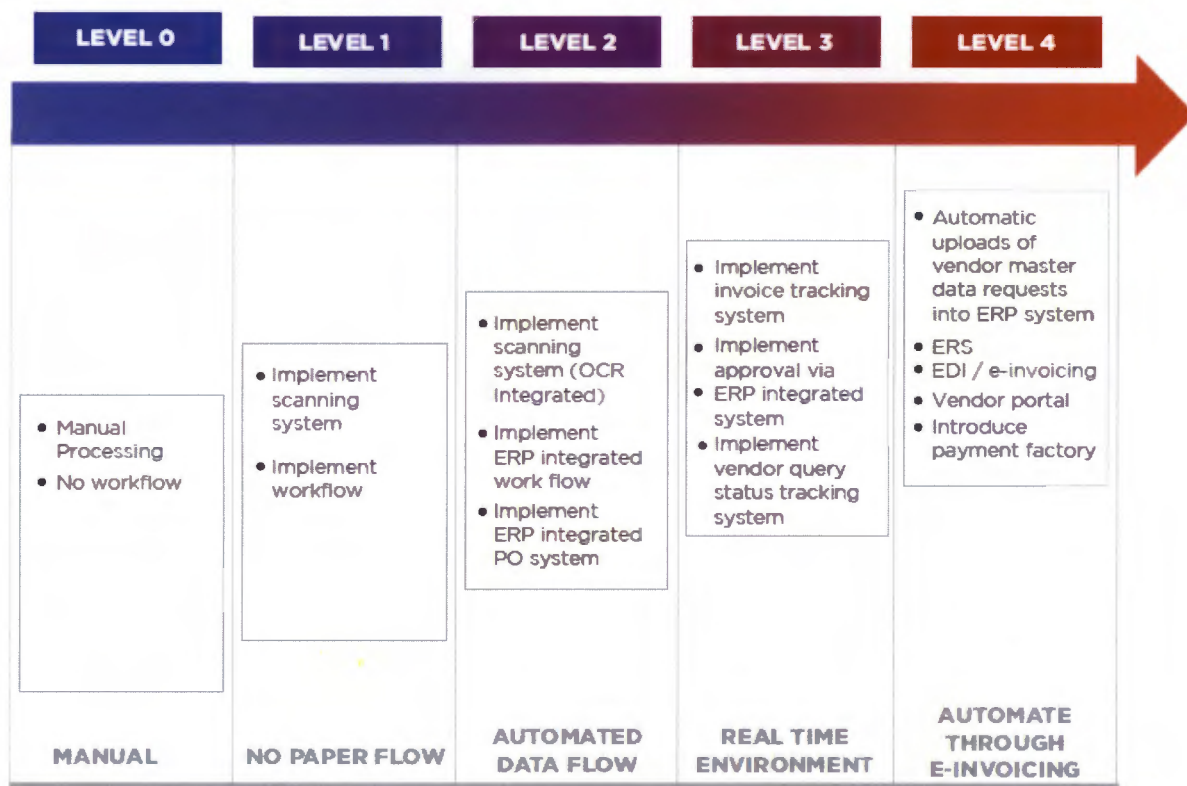 LEVEL 0
LEVEL 1
LEVEL 2
LEVEL 3
LEVEL 4
• Manual
Processing
• No workflow
• Implement
scanning
system
• Implement
workflow
• Implement
scanning
system (OCR
Integrated)
• Implement
ERP integrated
work flow
• Implement
ERP integrated
PO system
• Implement
invoice tracking
system
• Implement
approval via
• ERP integrated
system
• Implement
vendor query
status tracking
system
• Automatic
uploads of
vendor master
data requests
into ERP system
• ERS
• EDI / e-invoicing
• Vendor portal
• Introduce
payment factory
MANUAL
NO PAPER FLOW
AUTOMATED
DATA FLOW
REAL TIME
ENVIRONMENT
AUTOMATE
THROUGH
E-INVOICING